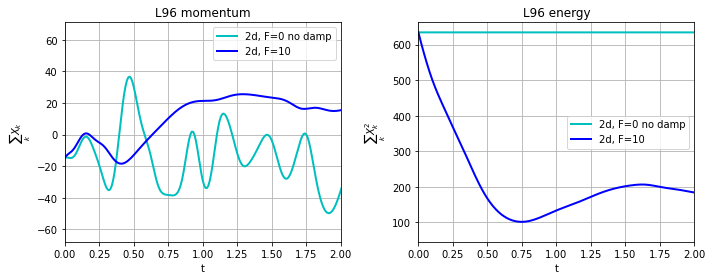 L96 momentum
60
40
20
0
−20
−40
−60
∑ₖ Xₖ
2d, F=0 no damp
2d, F=10
0.00 0.25 0.50 0.75 1.00 1.25 1.50 1.75 2.00
t
L96 energy
600
500
400
300
200
100
∑ₖ Xₖ²
2d, F=0 no damp
2d, F=10
0.00 0.25 0.50 0.75 1.00 1.25 1.50 1.75 2.00
t